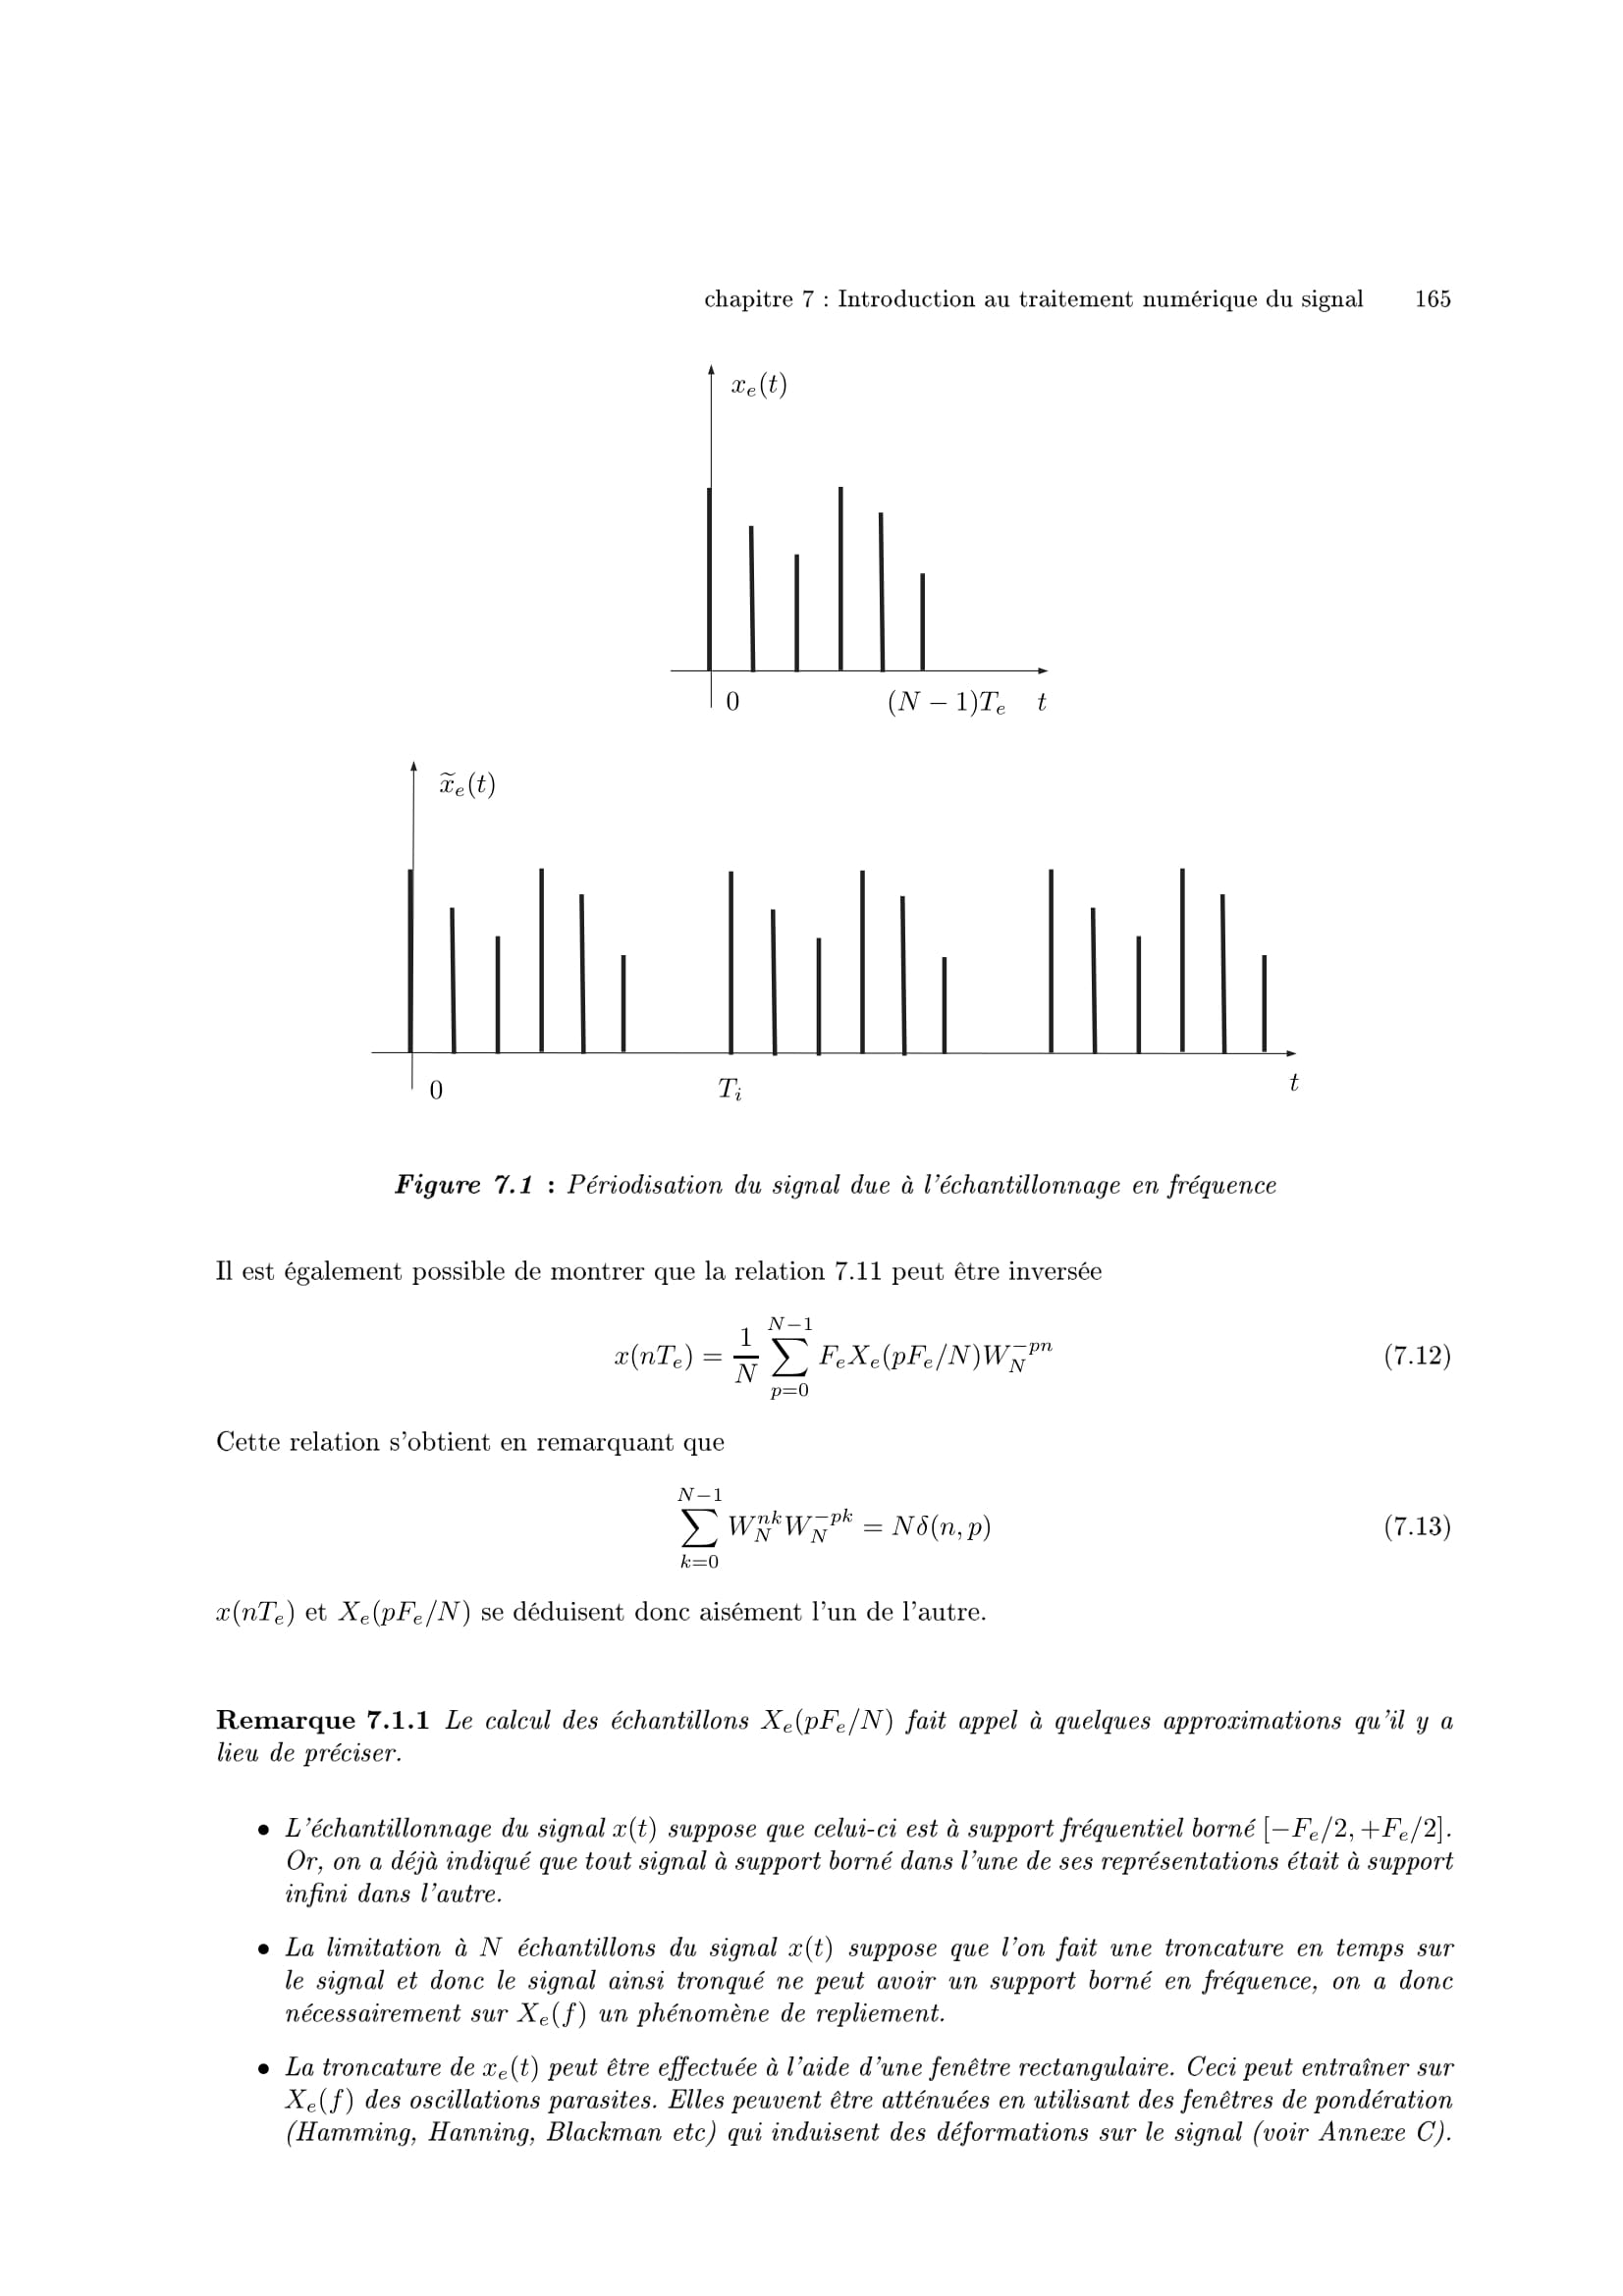 chapitre 7 : Introduction au traitement numérique du signal 165
x_e(t)
0 (N − 1)T_e t
x̃_e(t)
0 T_i t
Figure 7.1 : Périodisation du signal due à l'échantillonnage en fréquence
Il est également possible de montrer que la relation 7.11 peut être inversée
x(nT_e) = \frac{1}{N} \sum_{p=0}^{N-1} F_e X_e(pF_e/N) W_N^{-pn} (7.12)
Cette relation s'obtient en remarquant que
\sum_{k=0}^{N-1} W_N^{nk} W_N^{-pk} = N\delta(n, p) (7.13)
x(nT_e) et X_e(pF_e/N) se déduisent donc aisément l'un de l'autre.
Remarque 7.1.1 Le calcul des échantillons X_e(pF_e/N) fait appel à quelques approximations qu'il y a
lieu de préciser.
• L'échantillonnage du signal x(t) suppose que celui-ci est à support fréquentiel borné [−F_e/2, +F_e/2].
Or, on a déjà indiqué que tout signal à support borné dans l'une de ses représentations était à support
infini dans l'autre.
• La limitation à N échantillons du signal x(t) suppose que l'on fait une troncature en temps sur
le signal et donc le signal ainsi tronqué ne peut avoir un support borné en fréquence, on a donc
nécessairement sur X_e(f) un phénomène de repliement.
• La troncature de x_e(t) peut être effectuée à l'aide d'une fenêtre rectangulaire. Ceci peut entraîner sur
X_e(f) des oscillations parasites. Elles peuvent être atténuées en utilisant des fenêtres de pondération
(Hamming, Hanning, Blackman etc) qui induisent des déformations sur le signal (voir Annexe C).